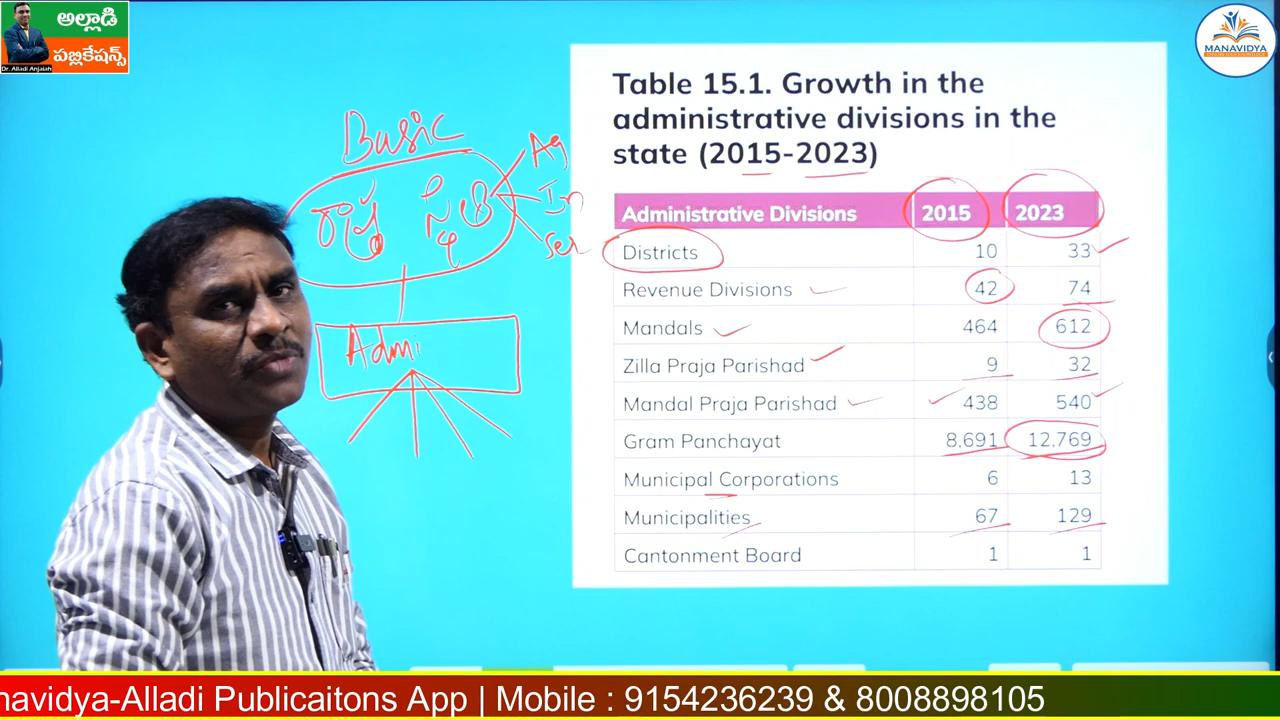 అల్లాడి
పబ్లికేషన్స్
Dr. Alladi Anjaiah
MANAVIDYA
Table 15.1. Growth in the
administrative divisions in the
state (2015-2023)
Administrative Divisions 2015 2023
Districts 10 33
Revenue Divisions 42 74
Mandals 464 612
Zilla Praja Parishad 9 32
Mandal Praja Parishad 438 540
Gram Panchayat 8,691 12,769
Municipal Corporations 6 13
Municipalities 67 129
Cantonment Board 1 1
Basic
Ag
In
Ser
Admi
navidya-Alladi Publicaitons App | Mobile : 9154236239 & 8008898105